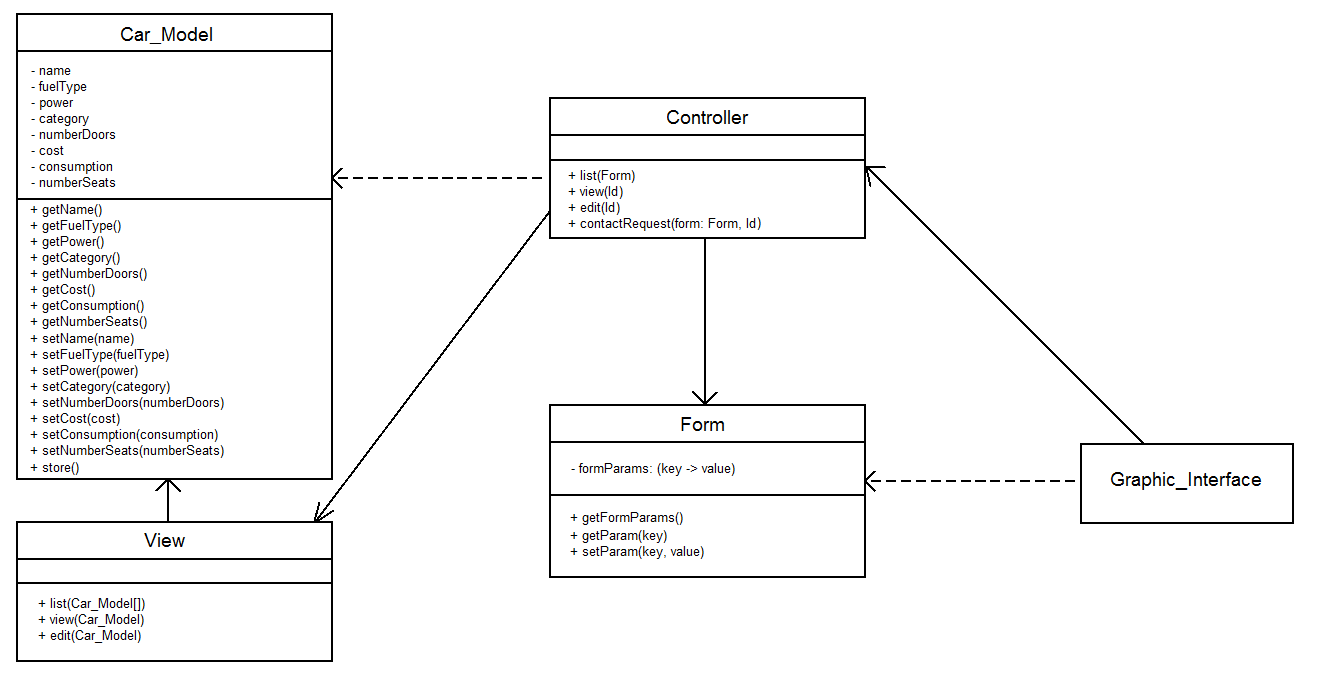 Car_Model
- name
- fuelType
- power
- category
- numberDoors
- cost
- consumption
- numberSeats
+ getName()
+ getFuelType()
+ getPower()
+ getCategory()
+ getNumberDoors()
+ getCost()
+ getConsumption()
+ getNumberSeats()
+ setName(name)
+ setFuelType(fuelType)
+ setPower(power)
+ setCategory(category)
+ setNumberDoors(numberDoors)
+ setCost(cost)
+ setConsumption(consumption)
+ setNumberSeats(numberSeats)
+ store()
View
+ list(Car_Model[])
+ view(Car_Model)
+ edit(Car_Model)
Controller
+ list(Form)
+ view(Id)
+ edit(Id)
+ contactRequest(form: Form, Id)
Form
- formParams: (key -> value)
+ getFormParams()
+ getParam(key)
+ setParam(key, value)
Graphic_Interface